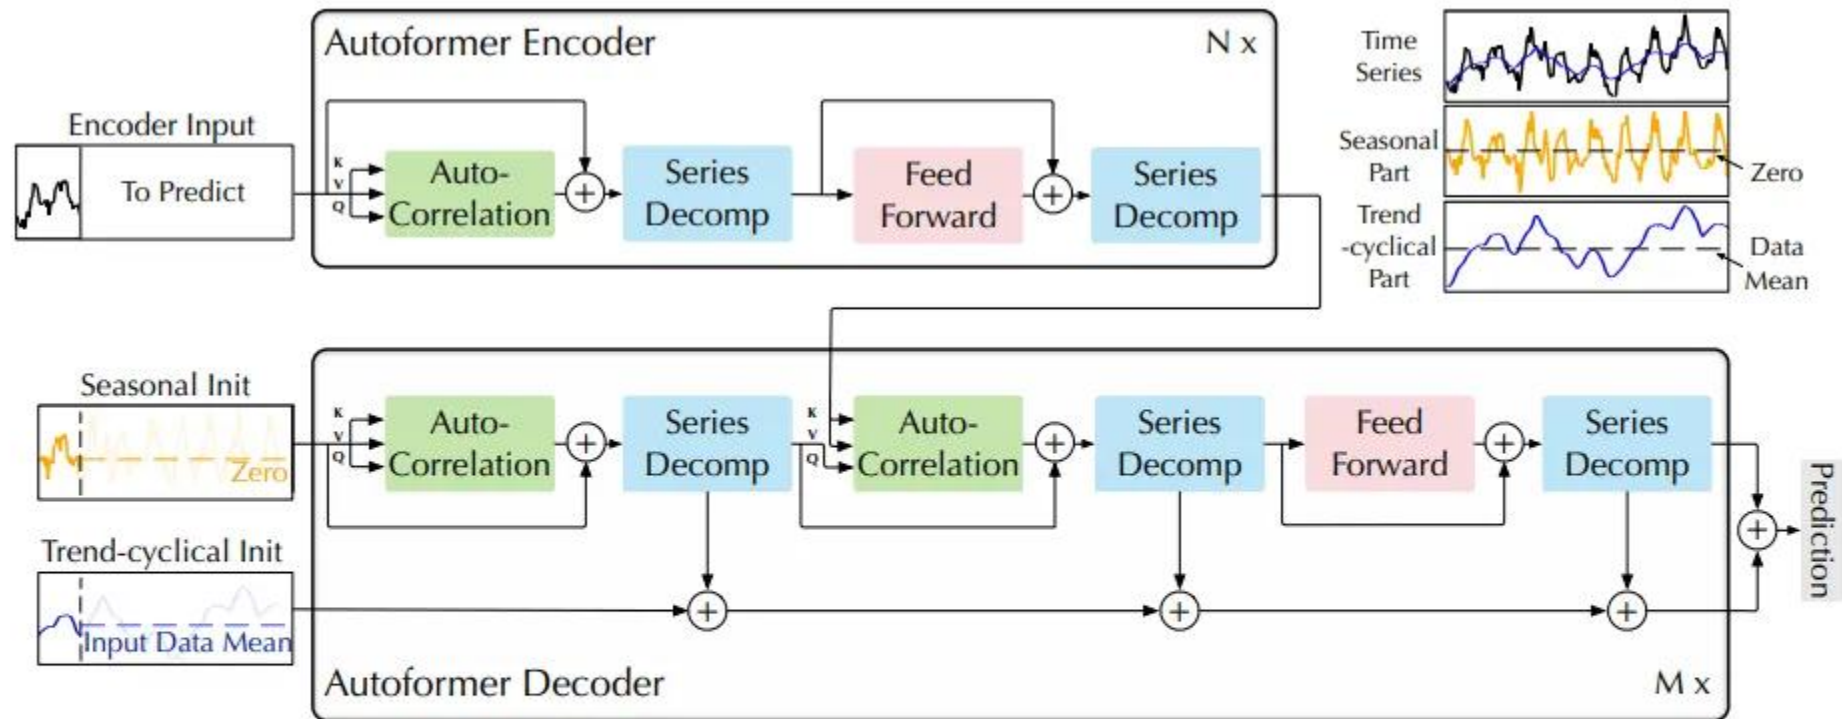 Autoformer Encoder
N x
Encoder Input
To Predict
K
V
Q
Auto-
Correlation
+
Series
Decomp
Feed
Forward
+
Series
Decomp
Time
Series
Seasonal
Part
Zero
Trend
-cyclical
Part
Data
Mean
Seasonal Init
Zero
K
V
Q
Auto-
Correlation
+
Series
Decomp
K
V
Q
Auto-
Correlation
+
Series
Decomp
Feed
Forward
+
Series
Decomp
+
Prediction
Trend-cyclical Init
Input Data Mean
+
+
+
Autoformer Decoder
M x